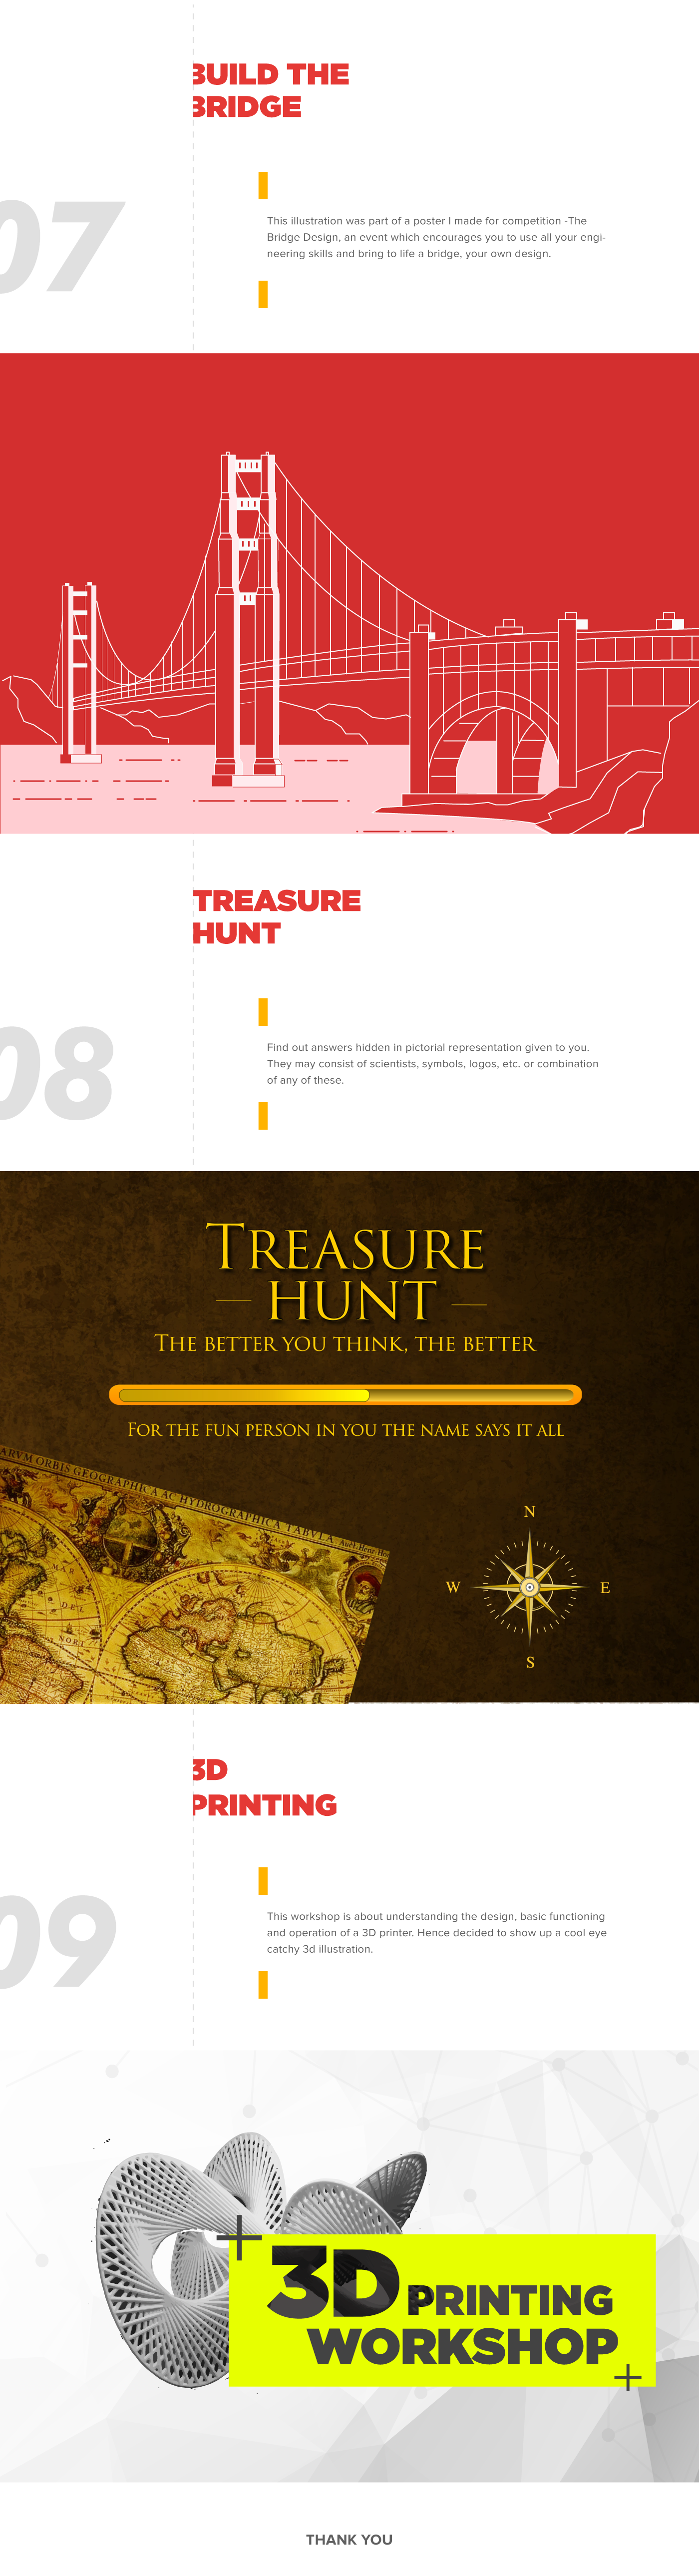 BUILD THE
BRIDGE
07
This illustration was part of a poster I made for competition -The
Bridge Design, an event which encourages you to use all your engi-
neering skills and bring to life a bridge, your own design.
TREASURE
HUNT
08
Find out answers hidden in pictorial representation given to you.
They may consist of scientists, symbols, logos, etc. or combination
of any of these.
TREASURE
HUNT
THE BETTER YOU THINK, THE BETTER
FOR THE FUN PERSON IN YOU THE NAME SAYS IT ALL
ARVM ORBIS GEOGRAPHICA AC HYDROGRAPHICA TABVLA
MAR
DEL
NORT
N
W
E
S
3D
PRINTING
09
This workshop is about understanding the design, basic functioning
and operation of a 3D printer. Hence decided to show up a cool eye
catchy 3d illustration.
3D PRINTING
WORKSHOP
THANK YOU